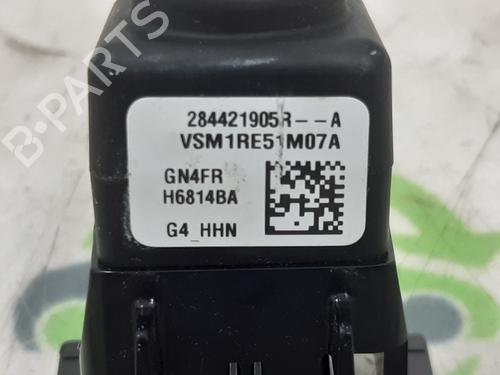 B-PARTS
284421905R--A
VSM1RE51M07A
GN4FR
H6814BA
G4_HHN